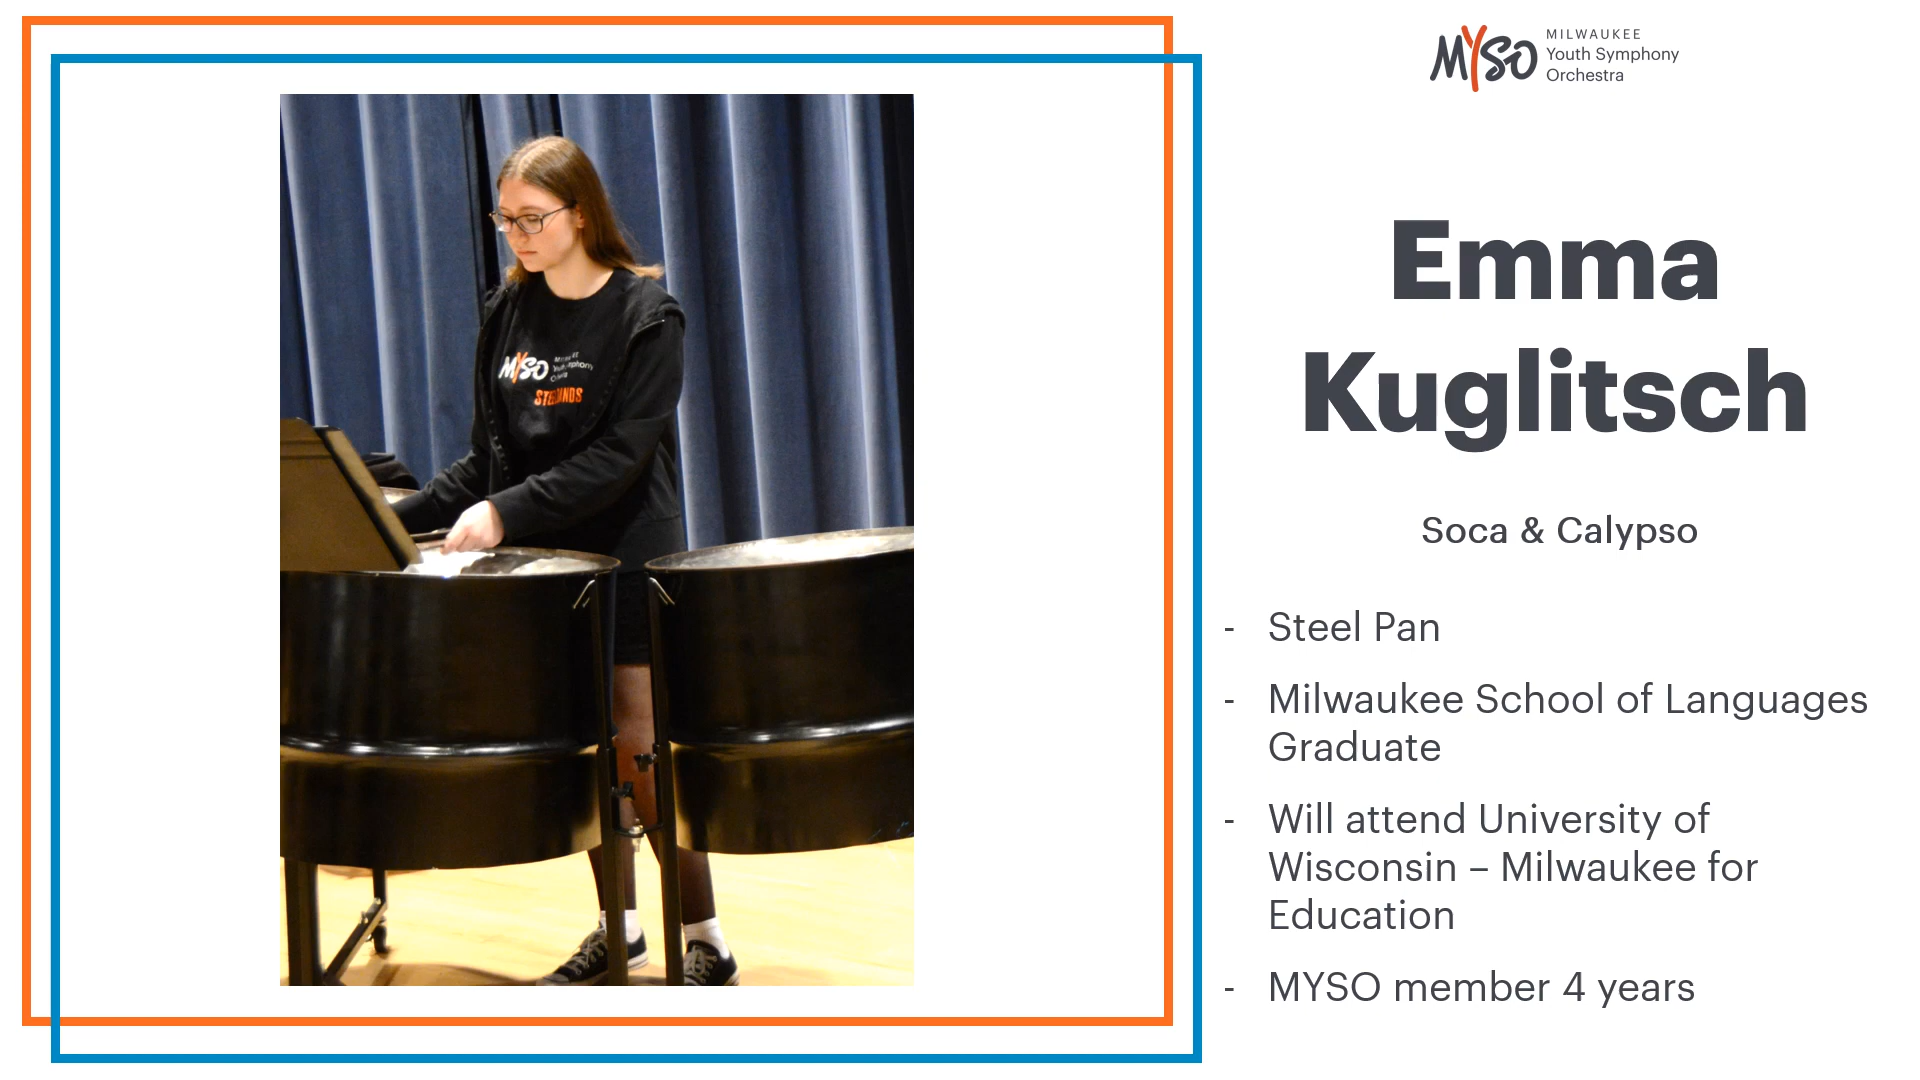 MYSO
MILWAUKEE
Youth Symphony
Orchestra
Emma
Kuglitsch
Soca & Calypso
- Steel Pan
- Milwaukee School of Languages
Graduate
- Will attend University of
Wisconsin – Milwaukee for
Education
- MYSO member 4 years
MYSO